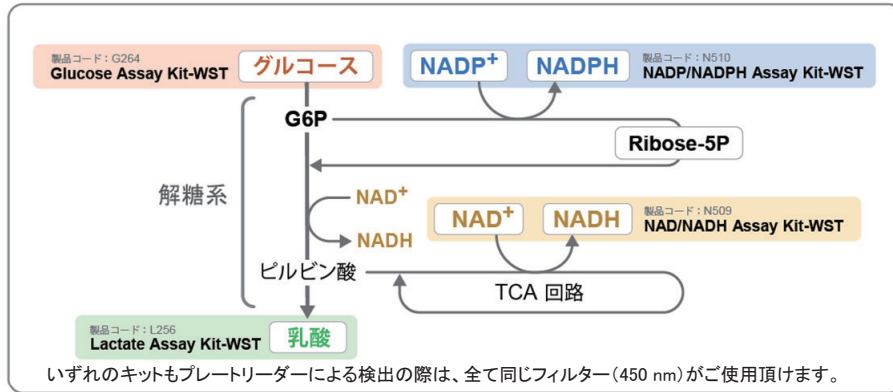 製品コード：G264
Glucose Assay Kit-WST
グルコース
NADP+
NADPH
製品コード：N510
NADP/NADPH Assay Kit-WST
G6P
Ribose-5P
解糖系
NAD+
NADH
NAD+
NADH
製品コード：N509
NAD/NADH Assay Kit-WST
ピルビン酸
TCA 回路
製品コード：L256
Lactate Assay Kit-WST
乳酸
いずれのキットもプレートリーダーによる検出の際は、全て同じフィルター（450 nm）がご使用頂けます。